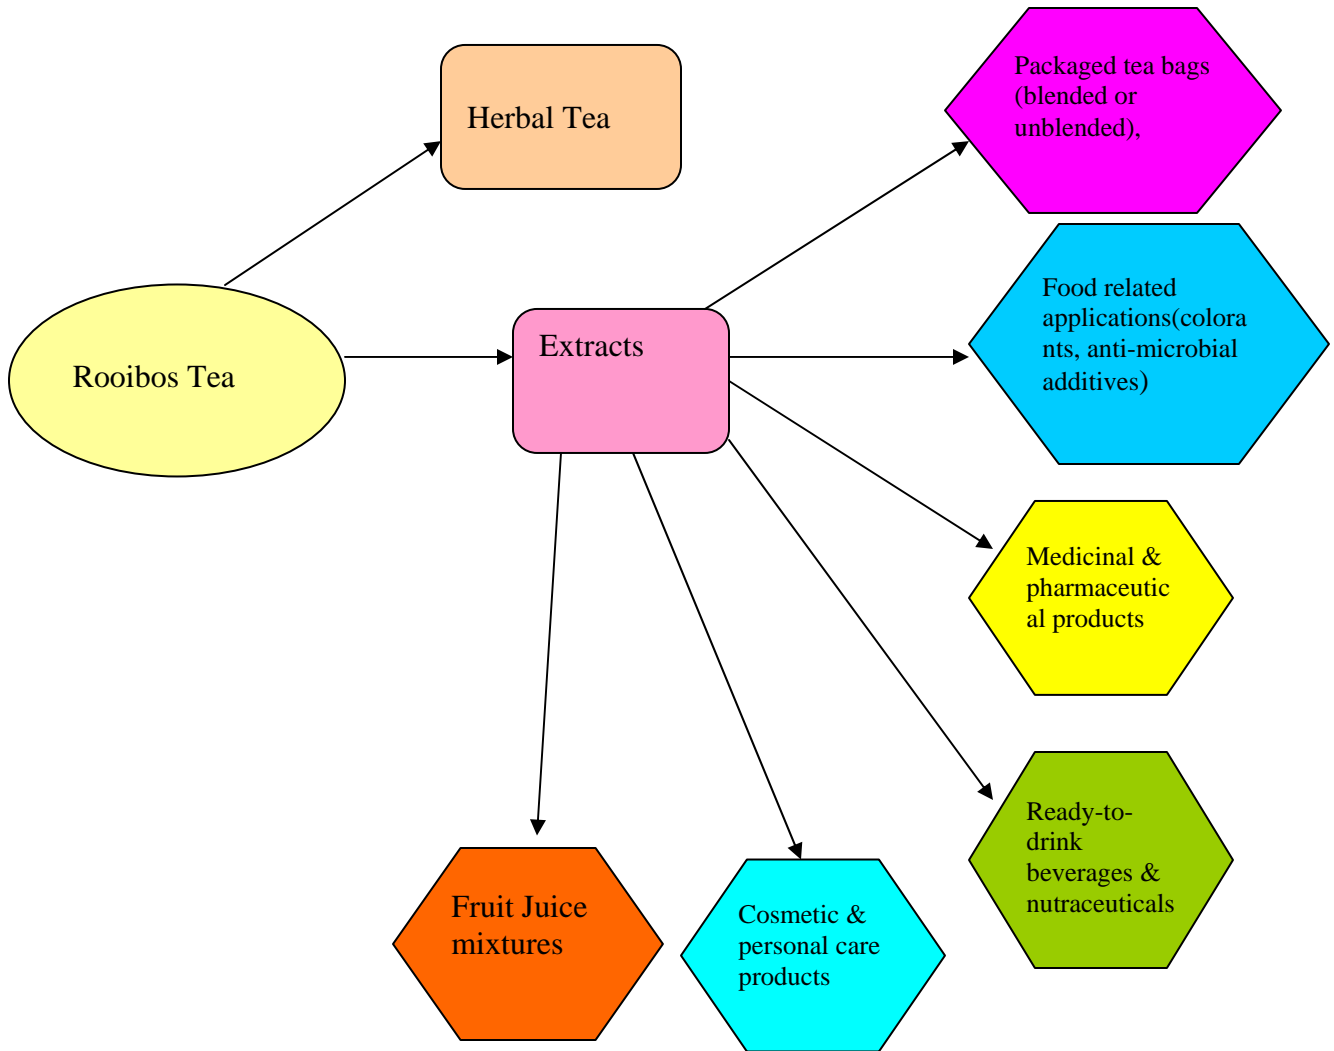 Herbal Tea
Packaged tea bags
(blended or
unblended),
Rooibos Tea
Extracts
Food related
applications(colora
nts, anti-microbial
additives)
Medicinal &
pharmaceutic
al products
Ready-to-
drink
beverages &
nutraceuticals
Fruit Juice
mixtures
Cosmetic &
personal care
products